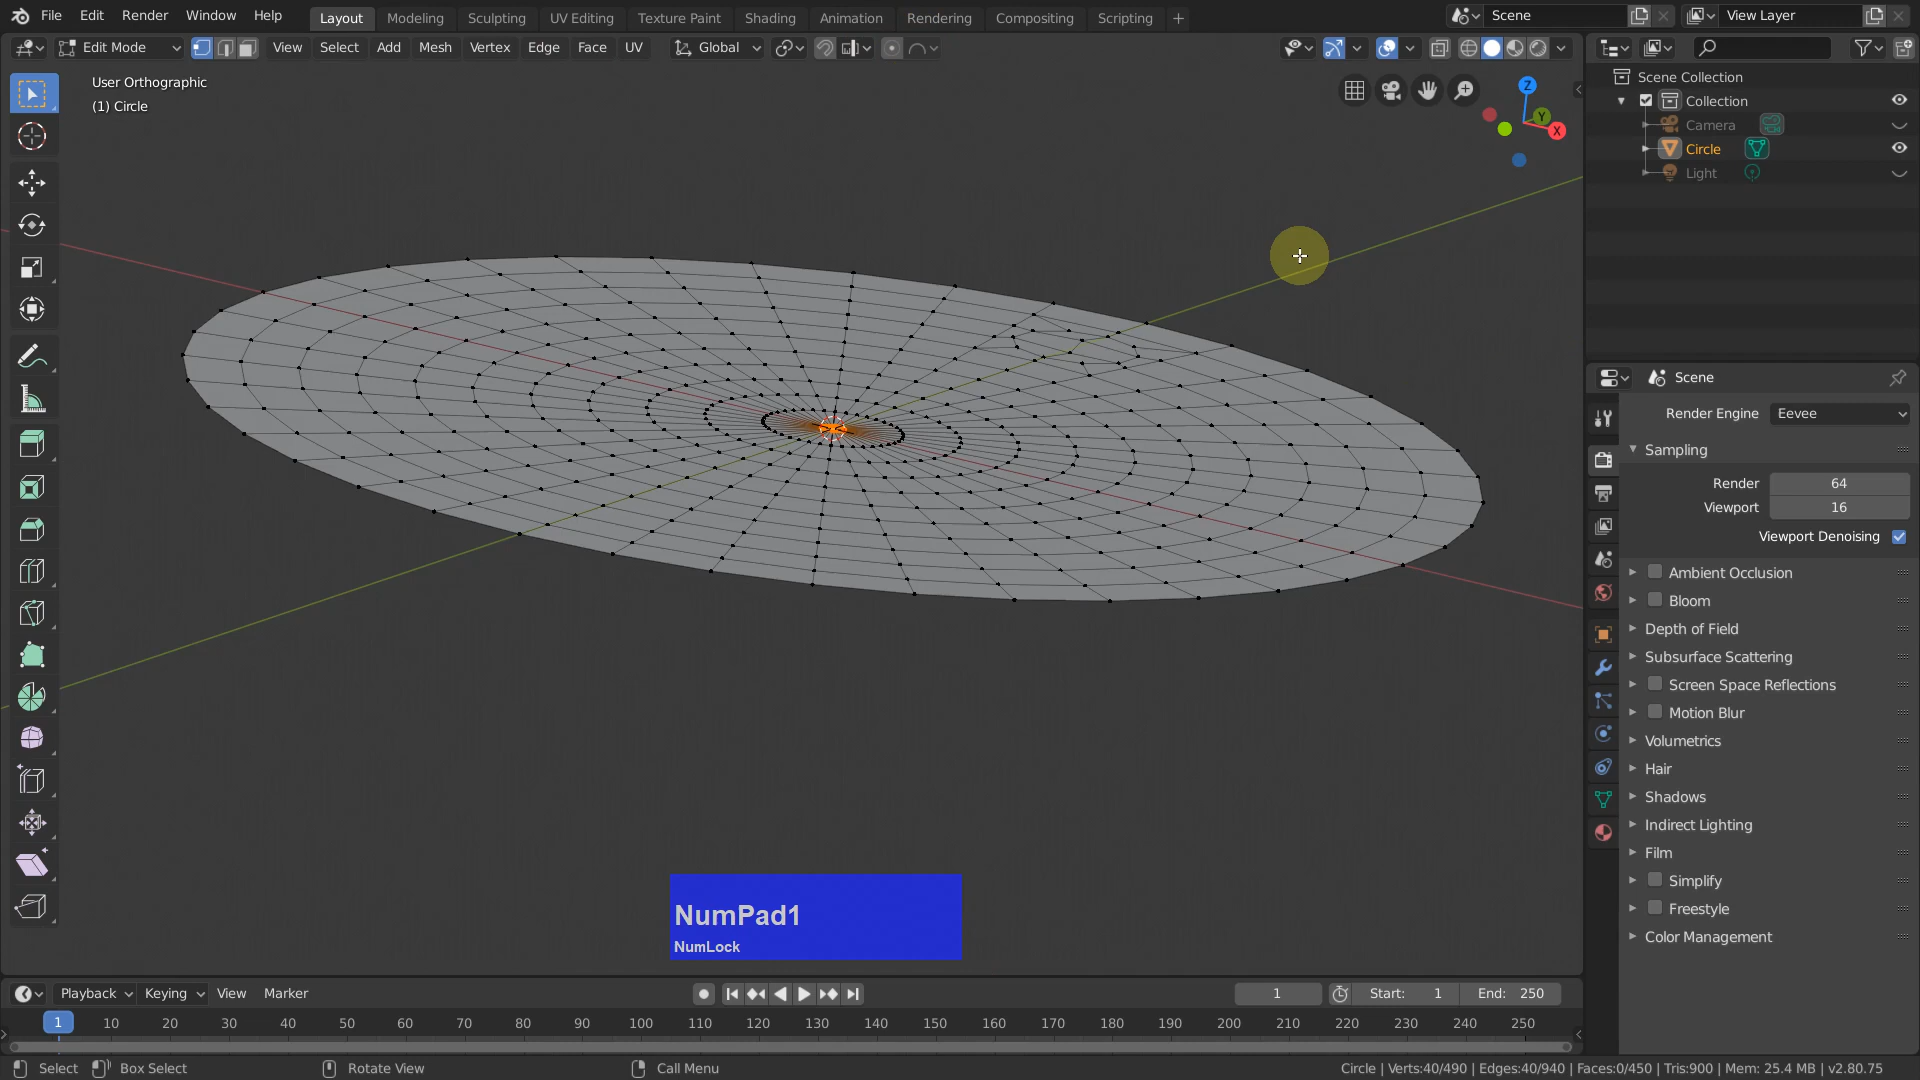 File Edit Render Window Help Layout Modeling Sculpting UV Editing Texture Paint Shading Animation Rendering Compositing Scripting + Scene View Layer
Edit Mode View Select Add Mesh Vertex Edge Face UV Global
User Orthographic
(1) Circle
Z
Y
X
Scene Collection
Collection
Camera
Circle
Light
Scene
Render Engine Eevee
Sampling
Render 64
Viewport 16
Viewport Denoising
Ambient Occlusion
Bloom
Depth of Field
Subsurface Scattering
Screen Space Reflections
Motion Blur
Volumetrics
Hair
Shadows
Indirect Lighting
Film
Simplify
Freestyle
Color Management
NumPad1
NumLock
Playback Keying View Marker 1 Start: 1 End: 250
1 10 20 30 40 50 60 70 80 90 100 110 120 130 140 150 160 170 180 190 200 210 220 230 240 250
Select Box Select Rotate View Call Menu Circle | Verts:40/490 | Edges:40/940 | Faces:0/450 | Tris:900 | Mem: 25.4 MB | v2.80.75